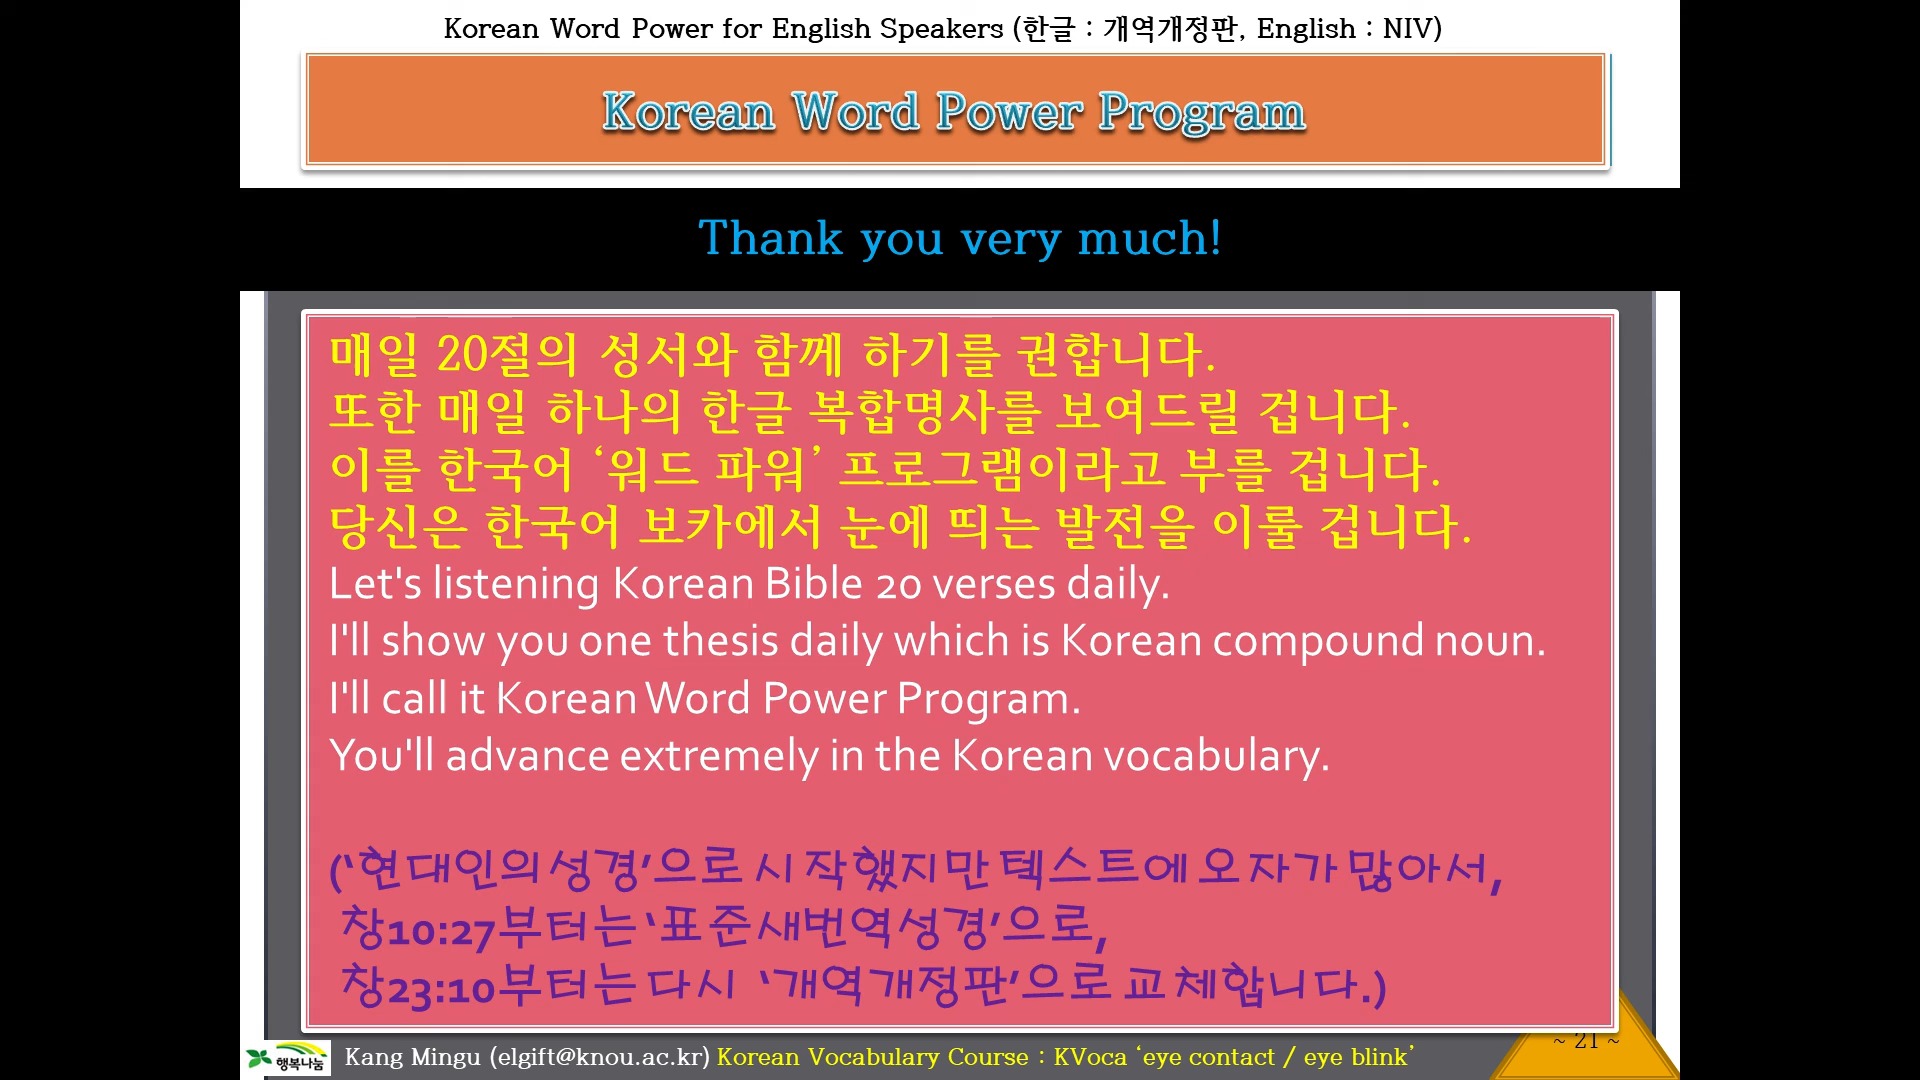 Korean Word Power for English Speakers (한글 : 개역개정판, English : NIV)
Korean Word Power Program
Thank you very much!
매일 20절의 성서와 함께 하기를 권합니다.
또한 매일 하나의 한글 복합명사를 보여드릴 겁니다.
이를 한국어 ‘워드 파워’ 프로그램이라고 부를 겁니다.
당신은 한국어 보카에서 눈에 띄는 발전을 이룰 겁니다.
Let's listening Korean Bible 20 verses daily.
I'll show you one thesis daily which is Korean compound noun.
I'll call it Korean Word Power Program.
You'll advance extremely in the Korean vocabulary.
(‘현대인의성경’으로 시작했지만 텍스트에 오자가 많아서,
창10:27부터는 ‘표준새번역성경’으로,
창23:10부터는 다시 ‘개역개정판’으로 교체합니다.)
행복나눔 Kang Mingu (elgift@knou.ac.kr) Korean Vocabulary Course : KVoca ‘eye contact / eye blink’
~ 21 ~